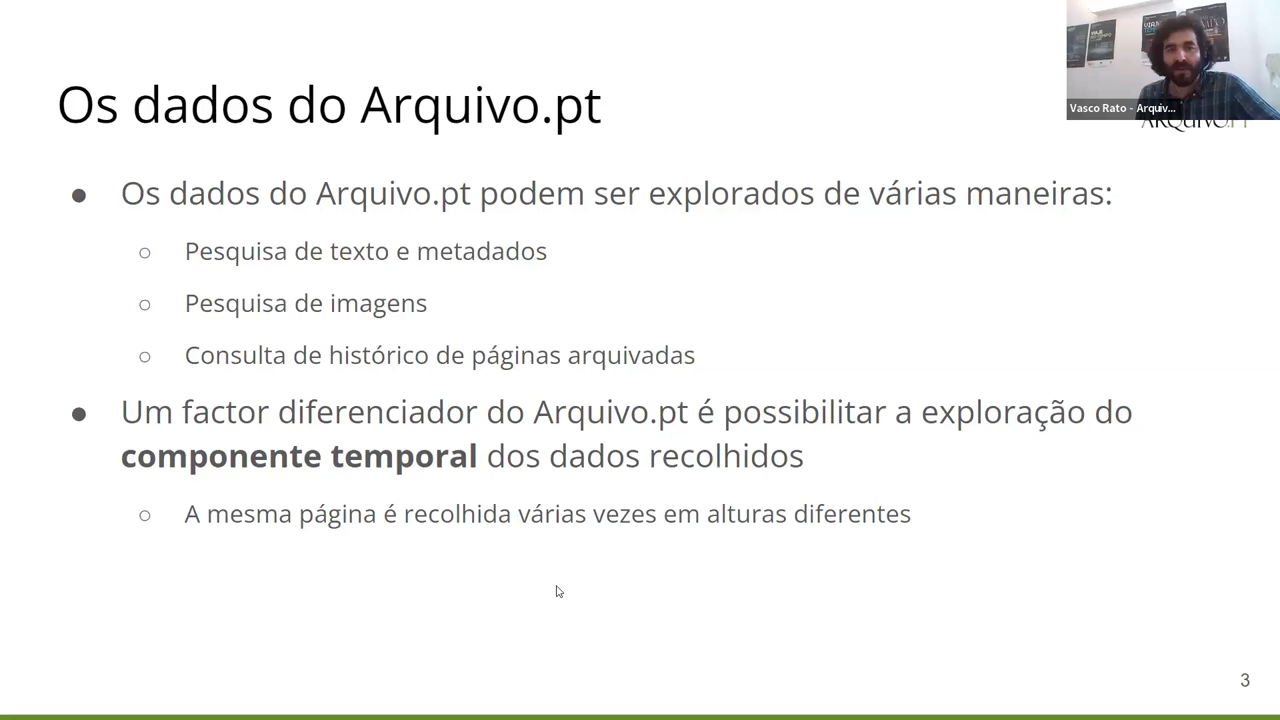 Os dados do Arquivo.pt
Vasco Rato - Arquiv...
● Os dados do Arquivo.pt podem ser explorados de várias maneiras:
○ Pesquisa de texto e metadados
○ Pesquisa de imagens
○ Consulta de histórico de páginas arquivadas
● Um factor diferenciador do Arquivo.pt é possibilitar a exploração do
componente temporal dos dados recolhidos
○ A mesma página é recolhida várias vezes em alturas diferentes
3